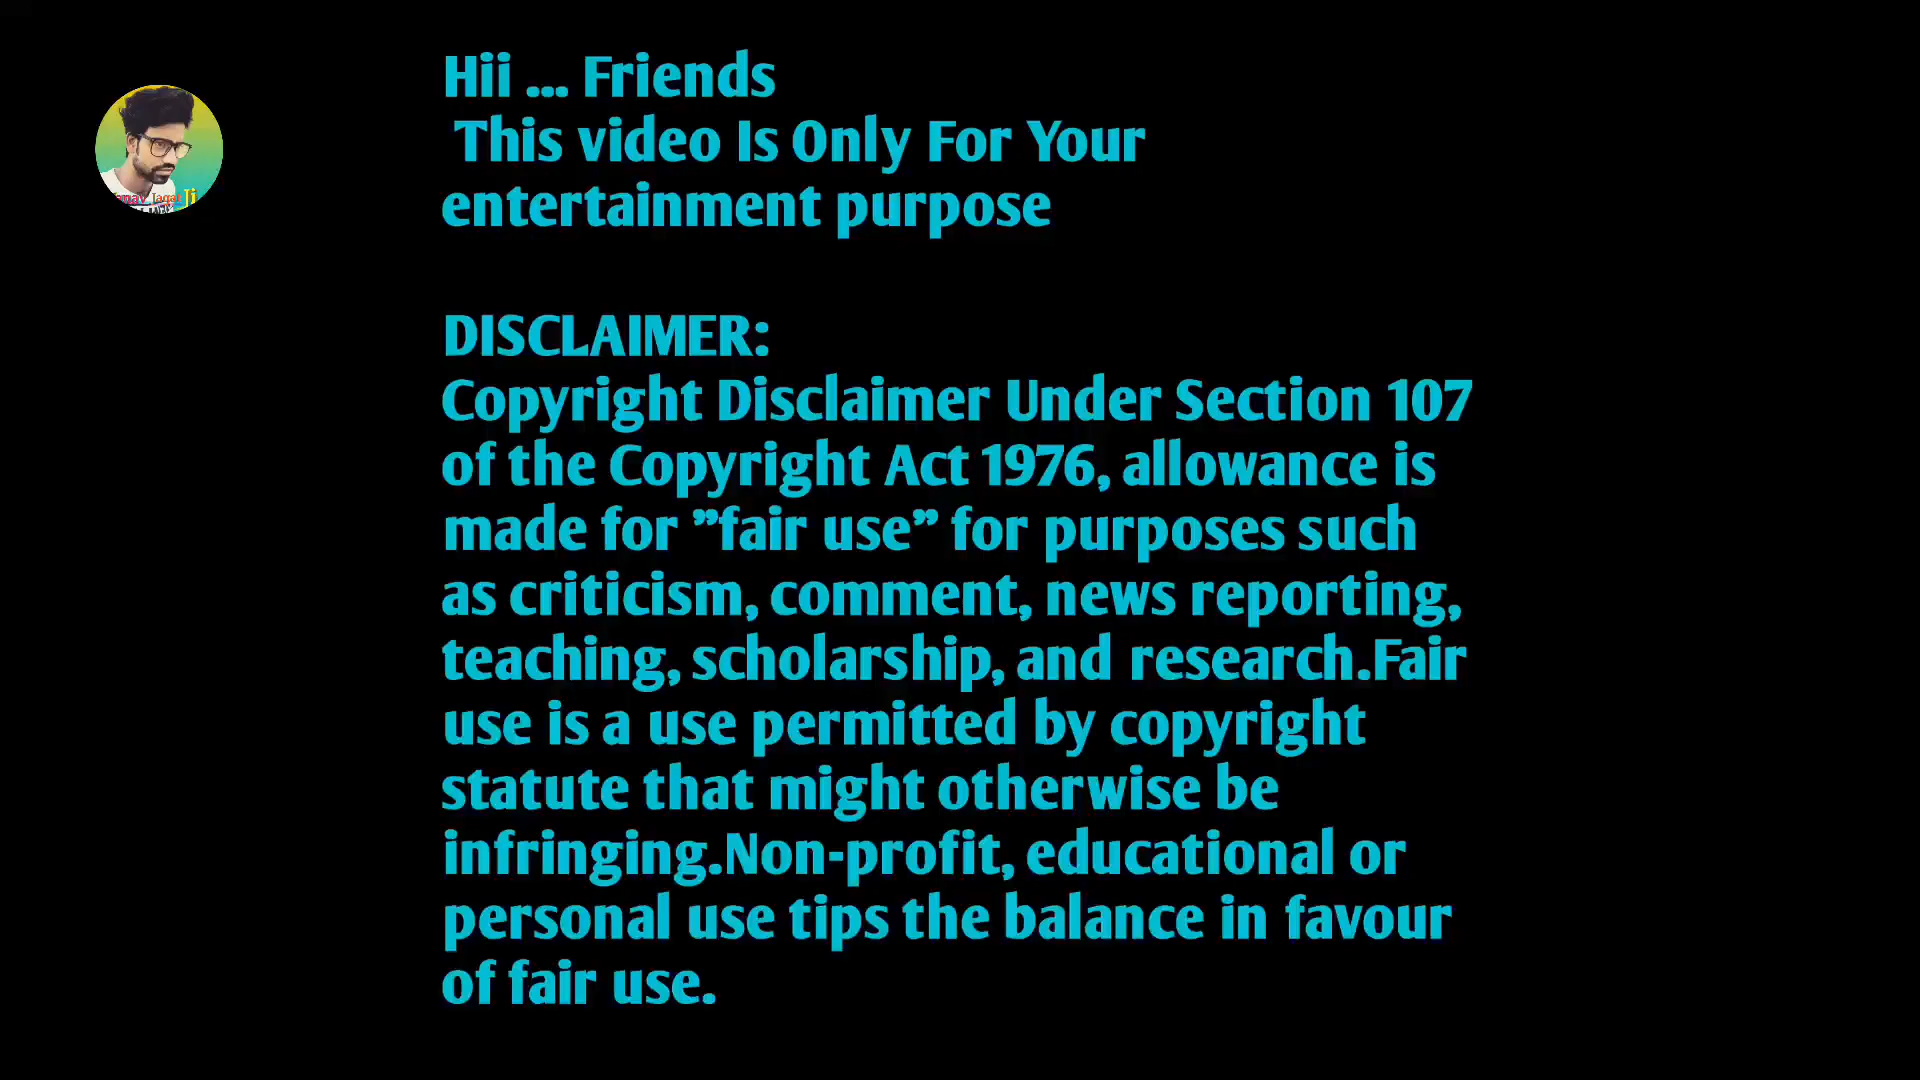 Hii ... Friends
This video Is Only For Your
entertainment purpose
DISCLAIMER:
Copyright Disclaimer Under Section 107
of the Copyright Act 1976, allowance is
made for ”fair use” for purposes such
as criticism, comment, news reporting,
teaching, scholarship, and research.Fair
use is a use permitted by copyright
statute that might otherwise be
infringing.Non-profit, educational or
personal use tips the balance in favour
of fair use.
Ji